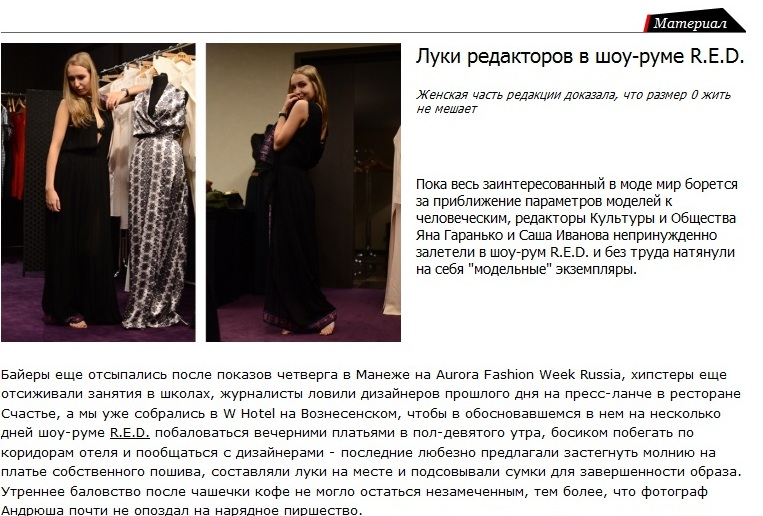 Материал
Луки редакторов в шоу-руме R.E.D.
Женская часть редакции доказала, что размер 0 жить
не мешает
Пока весь заинтересованный в моде мир борется
за приближение параметров моделей к
человеческим, редакторы Культуры и Общества
Яна Гаранько и Саша Иванова непринужденно
залетели в шоу-рум R.E.D. и без труда натянули
на себя "модельные" экземпляры.
Байеры еще отсыпались после показов четверга в Манеже на Aurora Fashion Week Russia, хипстеры еще
отсиживали занятия в школах, журналисты ловили дизайнеров прошлого дня на пресс-ланче в ресторане
Счастье, а мы уже собрались в W Hotel на Вознесенском, чтобы в обосновавшемся в нем на несколько
дней шоу-руме R.E.D. побаловаться вечерними платьями в пол-девятого утра, босиком побегать по
коридорам отеля и пообщаться с дизайнерами - последние любезно предлагали застегнуть молнию на
платье собственного пошива, составляли луки на месте и подсовывали сумки для завершенности образа.
Утреннее баловство после чашечки кофе не могло остаться незамеченным, тем более, что фотограф
Андрюша почти не опоздал на нарядное пиршество.